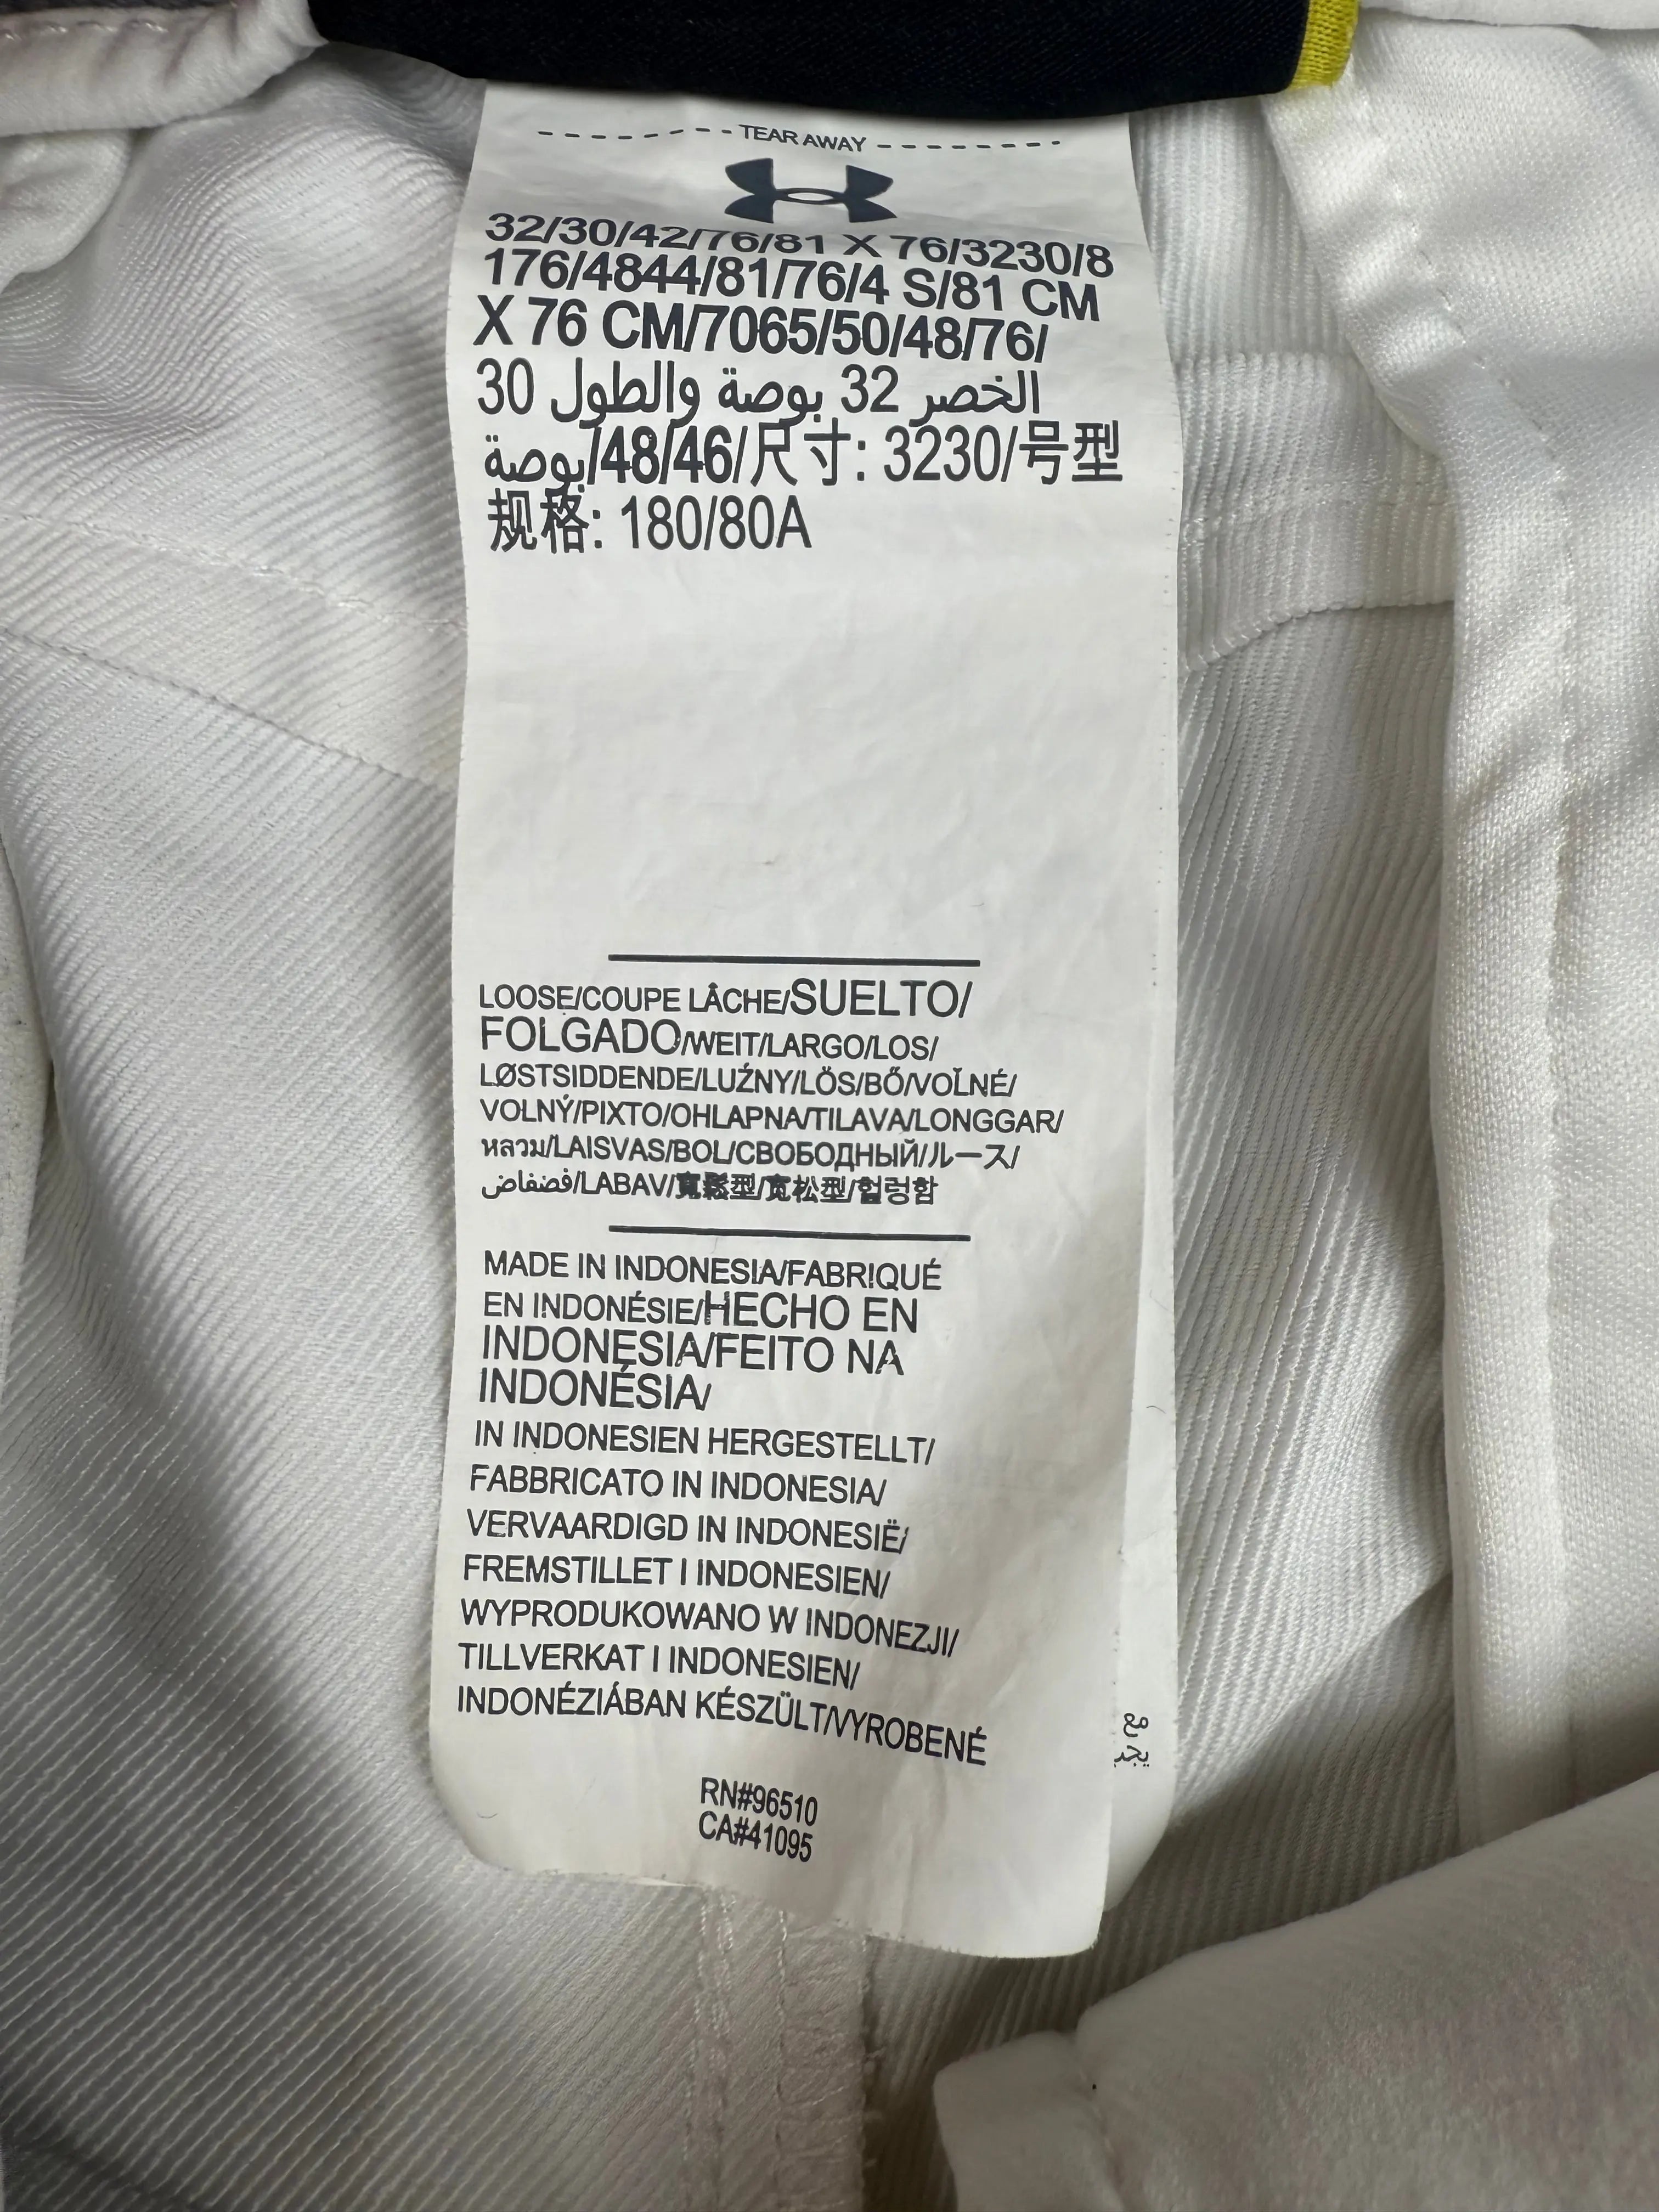 TEAR AWAY
32/30/42/76/81 X 76/3230/8
176/4844/81/76/4 S/81 CM
X 76 CM/7065/50/48/76/
الخصر 32 بوصة والطول 30
بوصة/48/46/尺寸: 3230/号型
规格: 180/80A
LOOSE/COUPE LÂCHE/SUELTO/
FOLGADO/WEIT/LARGO/LOS/
LØSTSIDDENDE/LUŹNY/LÖS/BŐ/VOĽNÉ/
VOLNÝ/PIXTO/OHLAPNA/TILAVA/LONGGAR/
หลวม/LAISVAS/BOL/СВОБОДНЫЙ/ルース/
فضفاض/LABAV/寬鬆型/宽松型/헐렁함
MADE IN INDONESIA/FABRIQUÉ
EN INDONÉSIE/HECHO EN
INDONESIA/FEITO NA
INDONÉSIA/
IN INDONESIEN HERGESTELLT/
FABBRICATO IN INDONESIA/
VERVAARDIGD IN INDONESIË/
FREMSTILLET I INDONESIEN/
WYPRODUKOWANO W INDONEZJI/
TILLVERKAT I INDONESIEN/
INDONÉZIÁBAN KÉSZÜLT/VYROBENÉ
RN#96510
CA#41095